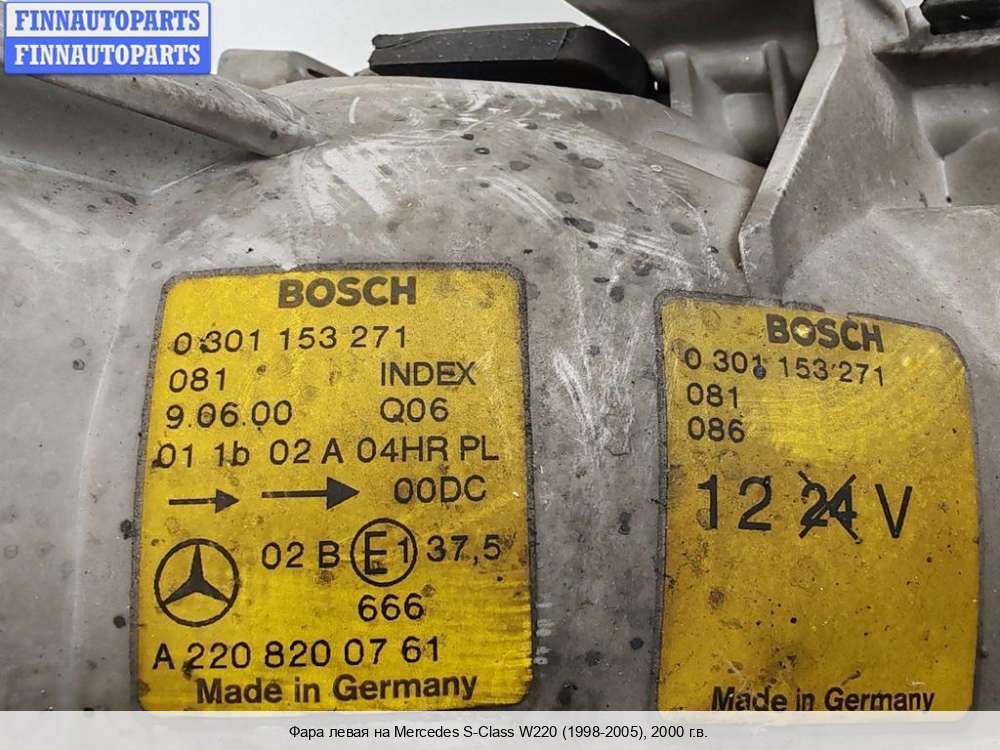 FINNAUTOPARTS
FINNAUTOPARTS
BOSCH
0 301 153 271
081 INDEX
9.06.00 Q06
01 1b 02 A 04HR PL
00DC
02 B E1 37,5
666
A 220 820 07 61
Made in Germany
BOSCH
0 301 153 271
081
086
12 24 V
Made in Germany
Фара левая на Mercedes S-Class W220 (1998-2005), 2000 г.в.